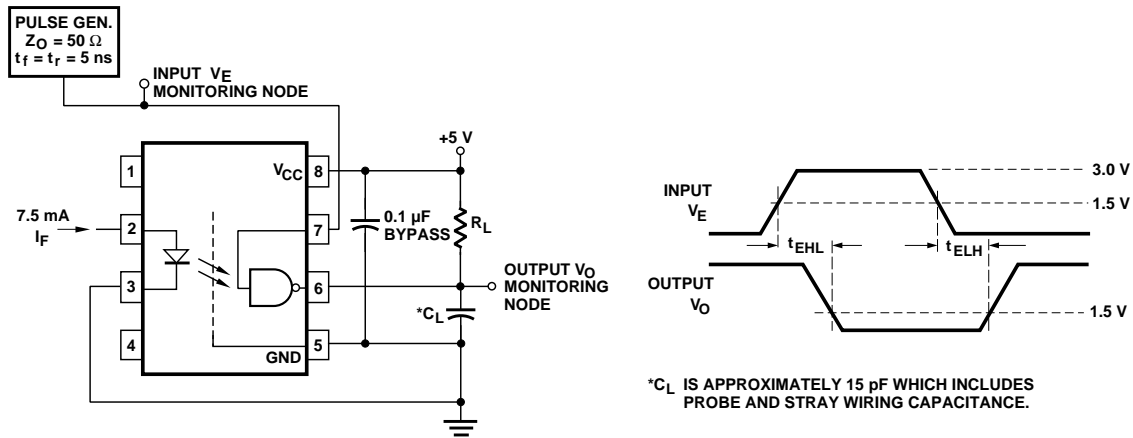 PULSE GEN.
ZO = 50 Ω
tf = tr = 5 ns
INPUT VE
MONITORING NODE
+5 V
1
VCC
8
7.5 mA
IF
2
7
0.1 µF
BYPASS
RL
3
6
OUTPUT VO
MONITORING
NODE
*CL
4
GND
5
INPUT
VE
3.0 V
1.5 V
tEHL
tELH
OUTPUT
VO
1.5 V
*CL IS APPROXIMATELY 15 pF WHICH INCLUDES
PROBE AND STRAY WIRING CAPACITANCE.